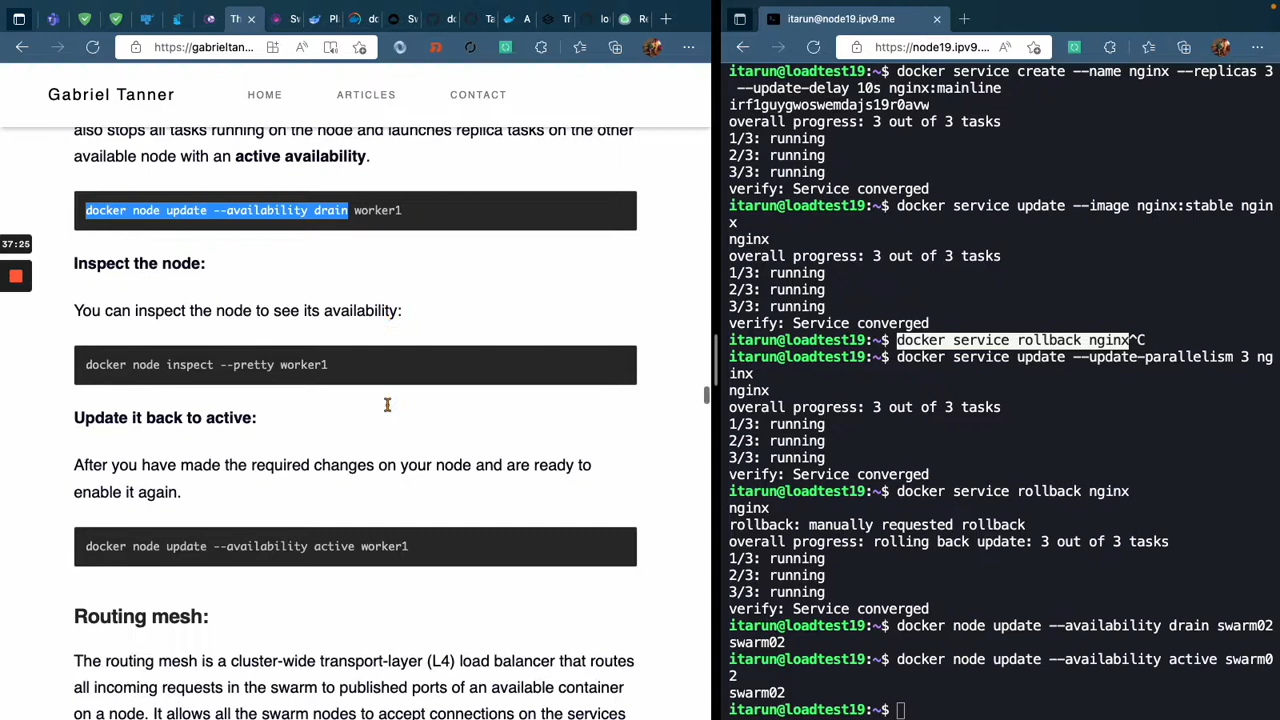 Th
Sv
Pl
do
Ta
A
Tr
lo
Re
https://gabrieltan...
Gabriel Tanner
HOME
ARTICLES
CONTACT
also stops all tasks running on the node and launches replica tasks on the other
available node with an active availability.
docker node update --availability drain worker1
37:25
Inspect the node:
You can inspect the node to see its availability:
docker node inspect --pretty worker1
Update it back to active:
After you have made the required changes on your node and are ready to
enable it again.
docker node update --availability active worker1
Routing mesh:
The routing mesh is a cluster-wide transport-layer (L4) load balancer that routes
all incoming requests in the swarm to published ports of an available container
on a node. It allows all the swarm nodes to accept connections on the services
itarun@node19.ipv9.me
https://node19.ipv9....
itarun@loadtest19:~$ docker service create --name nginx --replicas 3
--update-delay 10s nginx:mainline
irf1guygwoswemdajs19r0avw
overall progress: 3 out of 3 tasks
1/3: running
2/3: running
3/3: running
verify: Service converged
itarun@loadtest19:~$ docker service update --image nginx:stable ngin
x
nginx
overall progress: 3 out of 3 tasks
1/3: running
2/3: running
3/3: running
verify: Service converged
itarun@loadtest19:~$ docker service rollback nginx^C
itarun@loadtest19:~$ docker service update --update-parallelism 3 ng
inx
nginx
overall progress: 3 out of 3 tasks
1/3: running
2/3: running
3/3: running
verify: Service converged
itarun@loadtest19:~$ docker service rollback nginx
nginx
rollback: manually requested rollback
overall progress: rolling back update: 3 out of 3 tasks
1/3: running
2/3: running
3/3: running
verify: Service converged
itarun@loadtest19:~$ docker node update --availability drain swarm02
swarm02
itarun@loadtest19:~$ docker node update --availability active swarm0
2
swarm02
itarun@loadtest19:~$